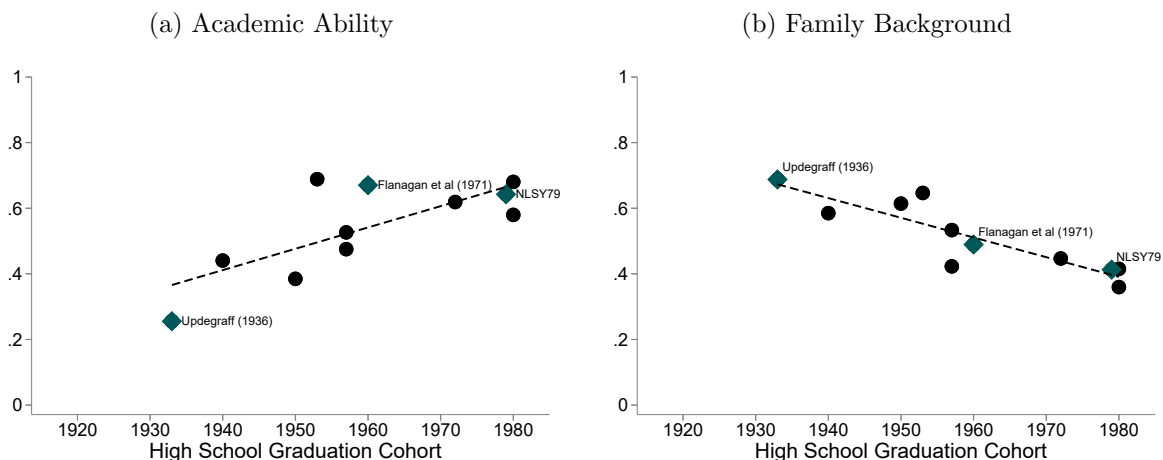 (a) Academic Ability
1
.8
.6
.4
.2
0
Flanagan et al (1971)
NLSY79
Updegraff (1936)
1920 1930 1940 1950 1960 1970 1980
High School Graduation Cohort
(b) Family Background
1
.8
.6
.4
.2
0
Updegraff (1936)
Flanagan et al (1971)
NLSY79
1920 1930 1940 1950 1960 1970 1980
High School Graduation Cohort